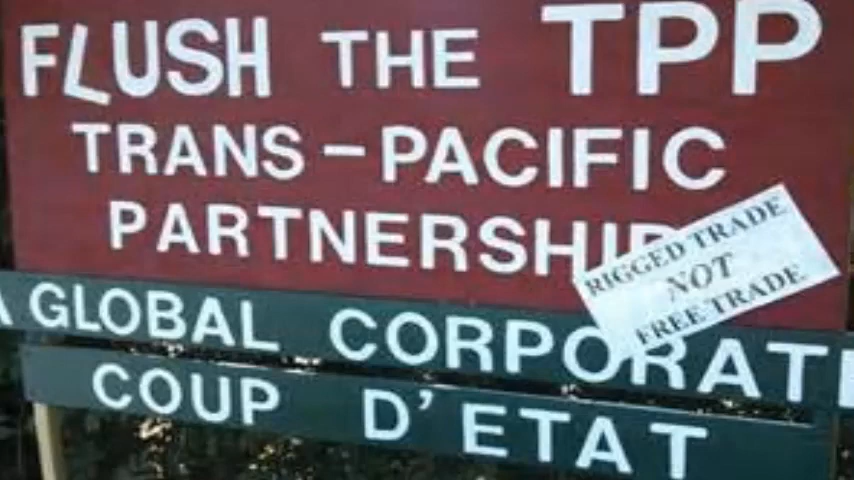 FLUSH THE TPP
TRANS-PACIFIC
PARTNERSHIP
RIGGED TRADE
NOT
FREE TRADE
A GLOBAL CORPORATE
COUP D'ETAT